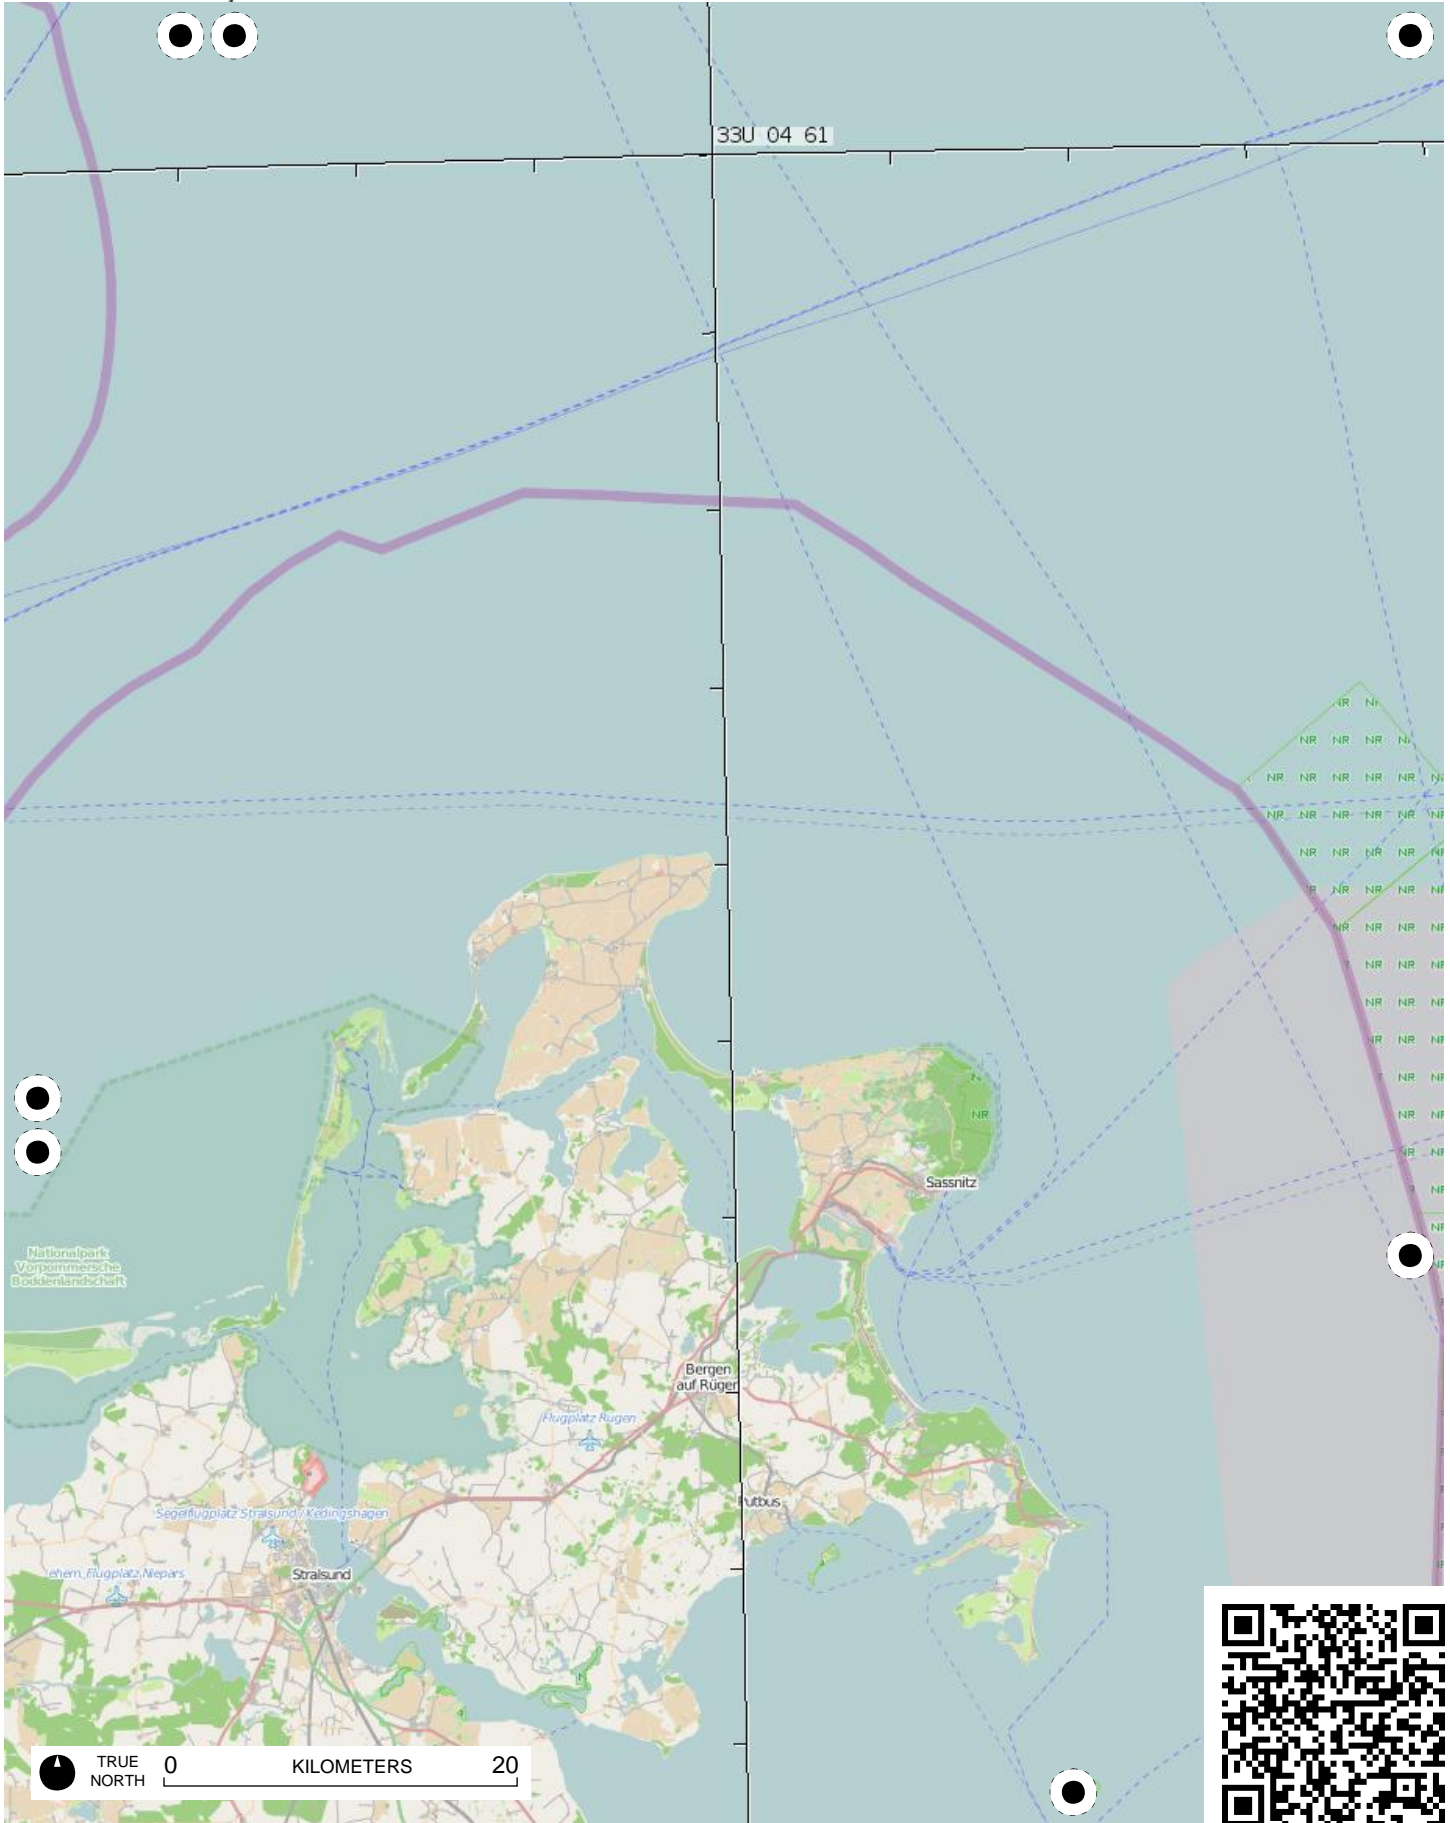 33U 04 61
NR
Sassnitz
Nationalpark
Vorpommersche
Boddenlandschaft
Bergen
auf Rügen
Flugplatz Rügen
Putbus
Segelflugplatz Stralsund / Kedingshagen
ehem. Flugplatz Niepars
Stralsund
TRUE
NORTH
0 KILOMETERS 20